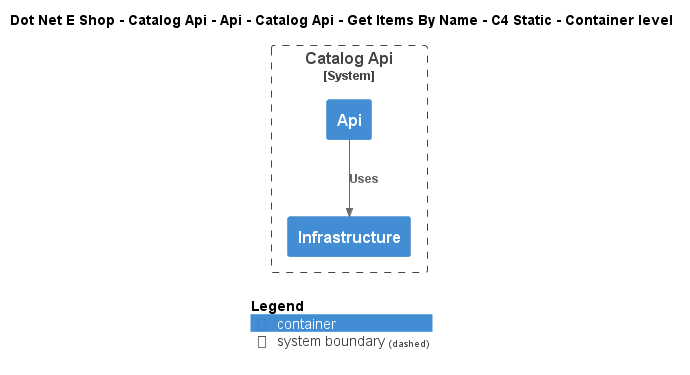 Dot Net E Shop - Catalog Api - Api - Catalog Api - Get Items By Name - C4 Static - Container level
Catalog Api
[System]
Api
Uses
Infrastructure
Legend
container
system boundary (dashed)